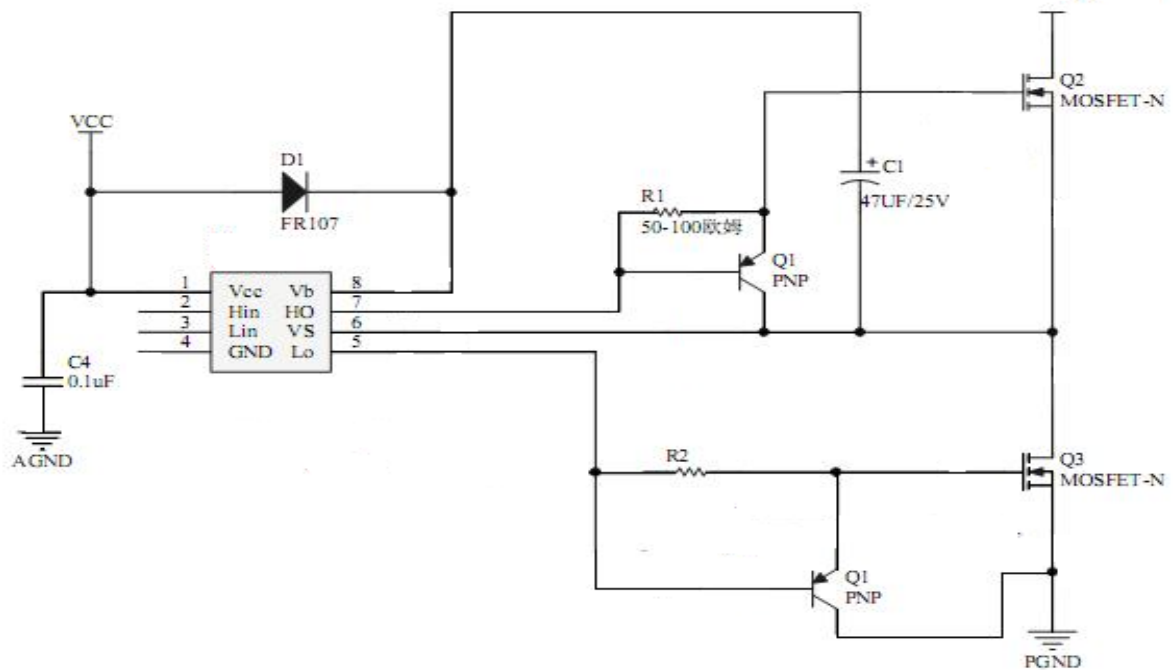 Q2
MOSFET-N
VCC
D1
FR107
C1
47UF/25V
R1
50-100欧姆
Q1
PNP
1 Vcc Vb 8
2 Hin HO 7
3 Lin VS 6
4 GND Lo 5
C4
0.1uF
AGND
R2
Q3
MOSFET-N
Q1
PNP
PGND